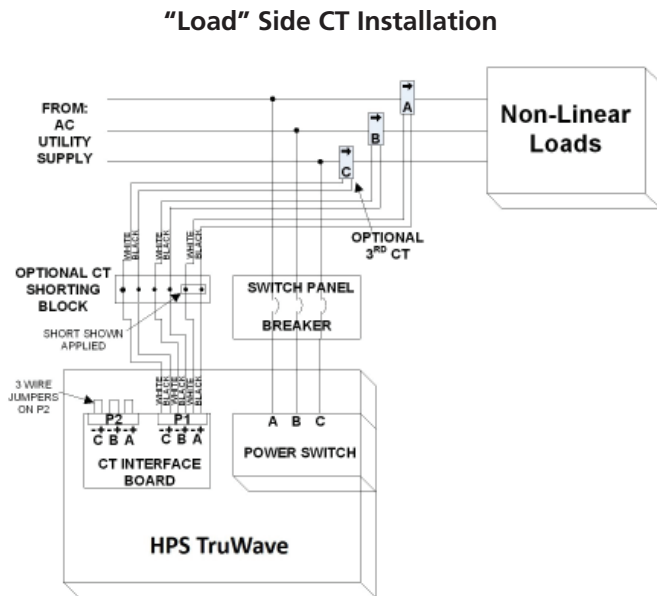 “Load” Side CT Installation
FROM:
AC
UTILITY
SUPPLY
A
B
C
Non-Linear
Loads
OPTIONAL
3RD CT
WHITE
BLACK
WHITE
BLACK
WHITE
BLACK
OPTIONAL CT
SHORTING
BLOCK
SHORT SHOWN
APPLIED
SWITCH PANEL
BREAKER
3 WIRE
JUMPERS
ON P2
WHITE
BLACK
WHITE
BLACK
WHITE
BLACK
P2
P1
-+ -+ -+
C B A
-+ -+ -+
C B A
CT INTERFACE
BOARD
A B C
POWER SWITCH
HPS TruWave